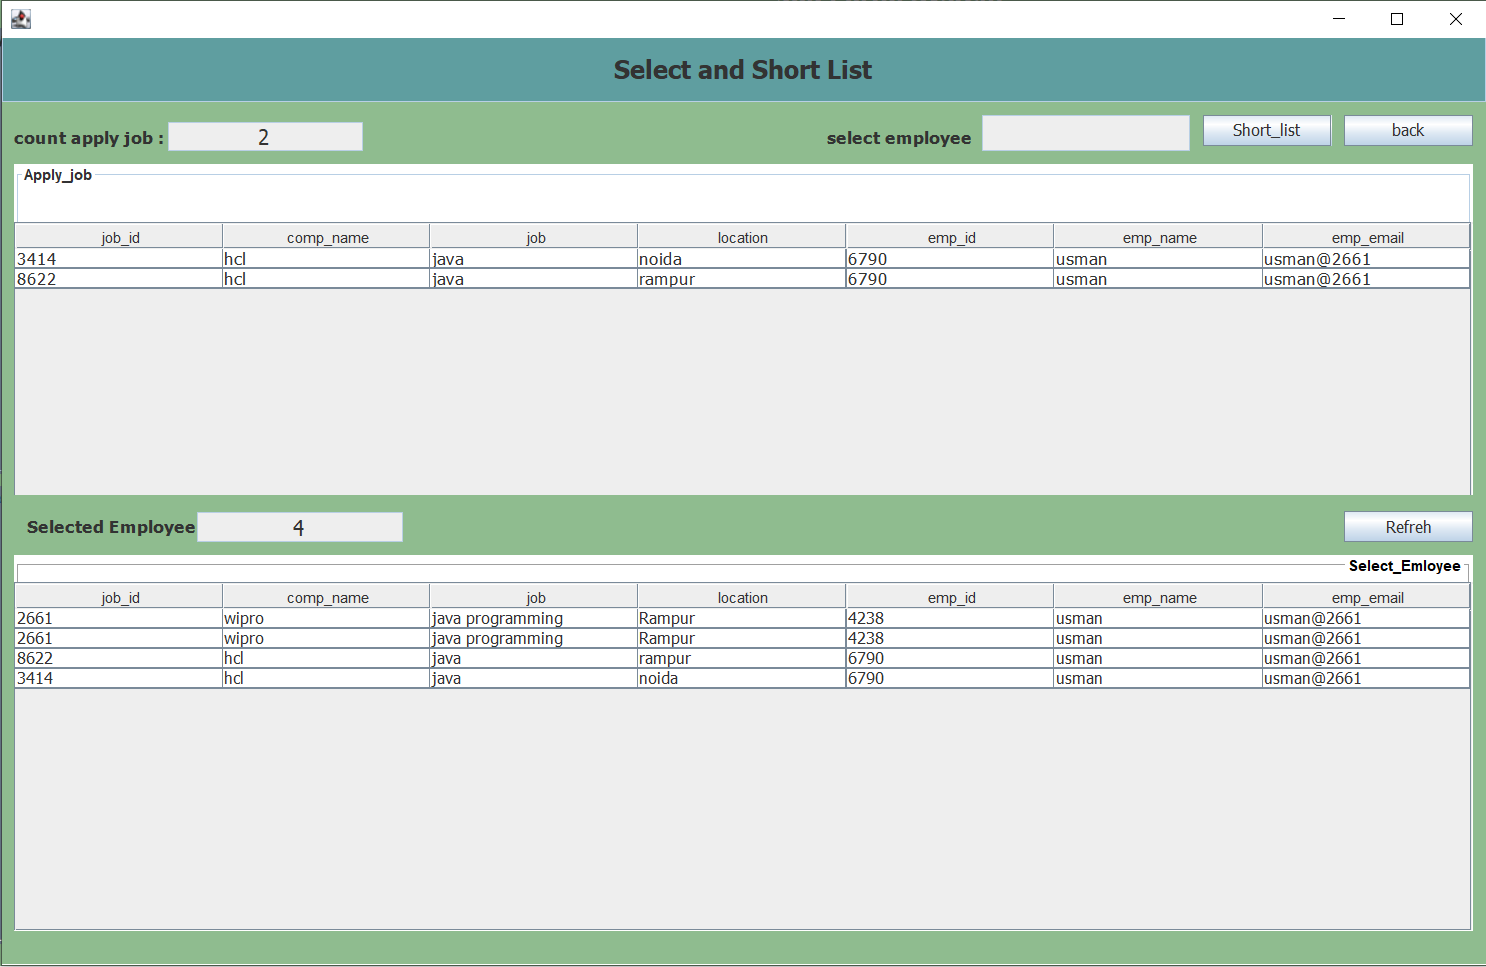 Select and Short List
count apply job : 2 select employee Short_list back
Apply_job
job_id comp_name job location emp_id emp_name emp_email
3414 hcl java noida 6790 usman usman@2661
8622 hcl java rampur 6790 usman usman@2661
Selected Employee 4 Refreh
Select_Emloyee
job_id comp_name job location emp_id emp_name emp_email
2661 wipro java programming Rampur 4238 usman usman@2661
2661 wipro java programming Rampur 4238 usman usman@2661
8622 hcl java rampur 6790 usman usman@2661
3414 hcl java noida 6790 usman usman@2661